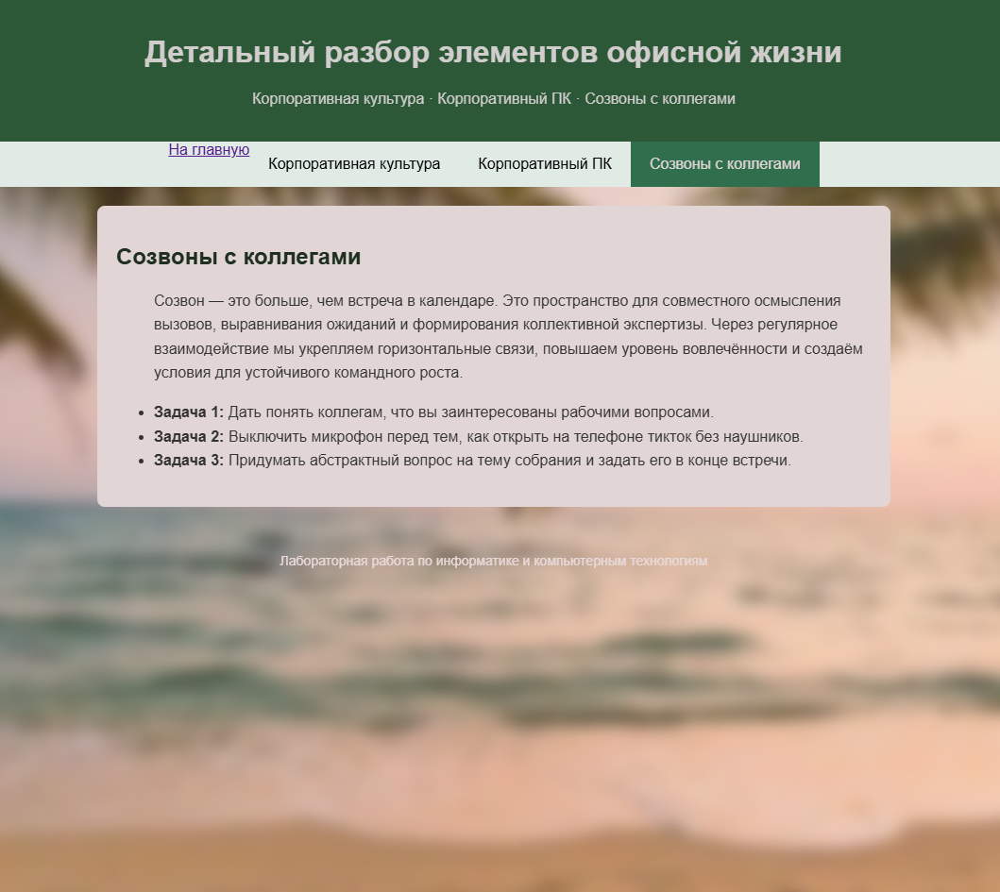 Детальный разбор элементов офисной жизни
Корпоративная культура · Корпоративный ПК · Созвоны с коллегами
На главную Корпоративная культура Корпоративный ПК Созвоны с коллегами
Созвоны с коллегами
Созвон — это больше, чем встреча в календаре. Это пространство для совместного осмысления
вызовов, выравнивания ожиданий и формирования коллективной экспертизы. Через регулярное
взаимодействие мы укрепляем горизонтальные связи, повышаем уровень вовлечённости и создаём
условия для устойчивого командного роста.
• Задача 1: Дать понять коллегам, что вы заинтересованы рабочими вопросами.
• Задача 2: Выключить микрофон перед тем, как открыть на телефоне тикток без наушников.
• Задача 3: Придумать абстрактный вопрос на тему собрания и задать его в конце встречи.
Лабораторная работа по информатике и компьютерным технологиям